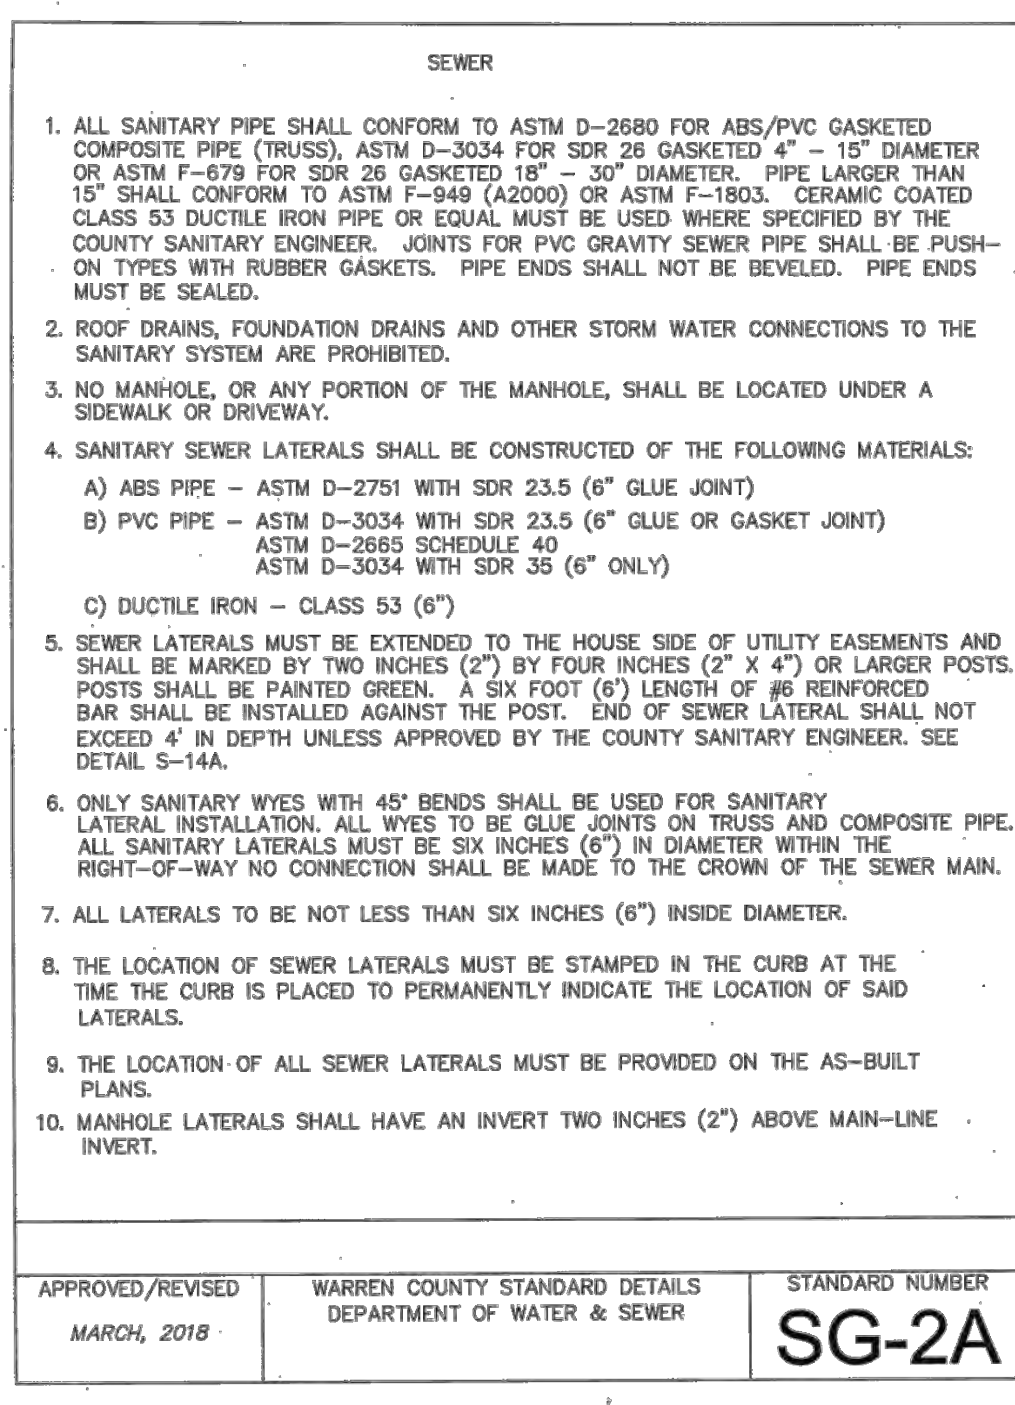 SEWER
1. ALL SANITARY PIPE SHALL CONFORM TO ASTM D-2680 FOR ABS/PVC GASKETED
COMPOSITE PIPE (TRUSS), ASTM D-3034 FOR SDR 26 GASKETED 4" - 15" DIAMETER
OR ASTM F-679 FOR SDR 26 GASKETED 18" - 30" DIAMETER. PIPE LARGER THAN
15" SHALL CONFORM TO ASTM F-949 (A2000) OR ASTM F-1803. CERAMIC COATED
CLASS 53 DUCTILE IRON PIPE OR EQUAL MUST BE USED WHERE SPECIFIED BY THE
COUNTY SANITARY ENGINEER. JOINTS FOR PVC GRAVITY SEWER PIPE SHALL BE PUSH-
ON TYPES WITH RUBBER GASKETS. PIPE ENDS SHALL NOT BE BEVELED. PIPE ENDS
MUST BE SEALED.
2. ROOF DRAINS, FOUNDATION DRAINS AND OTHER STORM WATER CONNECTIONS TO THE
SANITARY SYSTEM ARE PROHIBITED.
3. NO MANHOLE, OR ANY PORTION OF THE MANHOLE, SHALL BE LOCATED UNDER A
SIDEWALK OR DRIVEWAY.
4. SANITARY SEWER LATERALS SHALL BE CONSTRUCTED OF THE FOLLOWING MATERIALS:
A) ABS PIPE - ASTM D-2751 WITH SDR 23.5 (6" GLUE JOINT)
B) PVC PIPE - ASTM D-3034 WITH SDR 23.5 (6" GLUE OR GASKET JOINT)
ASTM D-2665 SCHEDULE 40
ASTM D-3034 WITH SDR 35 (6" ONLY)
C) DUCTILE IRON - CLASS 53 (6")
5. SEWER LATERALS MUST BE EXTENDED TO THE HOUSE SIDE OF UTILITY EASEMENTS AND
SHALL BE MARKED BY TWO INCHES (2") BY FOUR INCHES (2" X 4") OR LARGER POSTS.
POSTS SHALL BE PAINTED GREEN. A SIX FOOT (6') LENGTH OF #6 REINFORCED
BAR SHALL BE INSTALLED AGAINST THE POST. END OF SEWER LATERAL SHALL NOT
EXCEED 4' IN DEPTH UNLESS APPROVED BY THE COUNTY SANITARY ENGINEER. SEE
DETAIL S-14A.
6. ONLY SANITARY WYES WITH 45° BENDS SHALL BE USED FOR SANITARY
LATERAL INSTALLATION. ALL WYES TO BE GLUE JOINTS ON TRUSS AND COMPOSITE PIPE.
ALL SANITARY LATERALS MUST BE SIX INCHES (6") IN DIAMETER WITHIN THE
RIGHT-OF-WAY NO CONNECTION SHALL BE MADE TO THE CROWN OF THE SEWER MAIN.
7. ALL LATERALS TO BE NOT LESS THAN SIX INCHES (6") INSIDE DIAMETER.
8. THE LOCATION OF SEWER LATERALS MUST BE STAMPED IN THE CURB AT THE
TIME THE CURB IS PLACED TO PERMANENTLY INDICATE THE LOCATION OF SAID
LATERALS.
9. THE LOCATION OF ALL SEWER LATERALS MUST BE PROVIDED ON THE AS-BUILT
PLANS.
10. MANHOLE LATERALS SHALL HAVE AN INVERT TWO INCHES (2") ABOVE MAIN-LINE
INVERT.
APPROVED/REVISED
MARCH, 2018
WARREN COUNTY STANDARD DETAILS
DEPARTMENT OF WATER & SEWER
STANDARD NUMBER
SG-2A